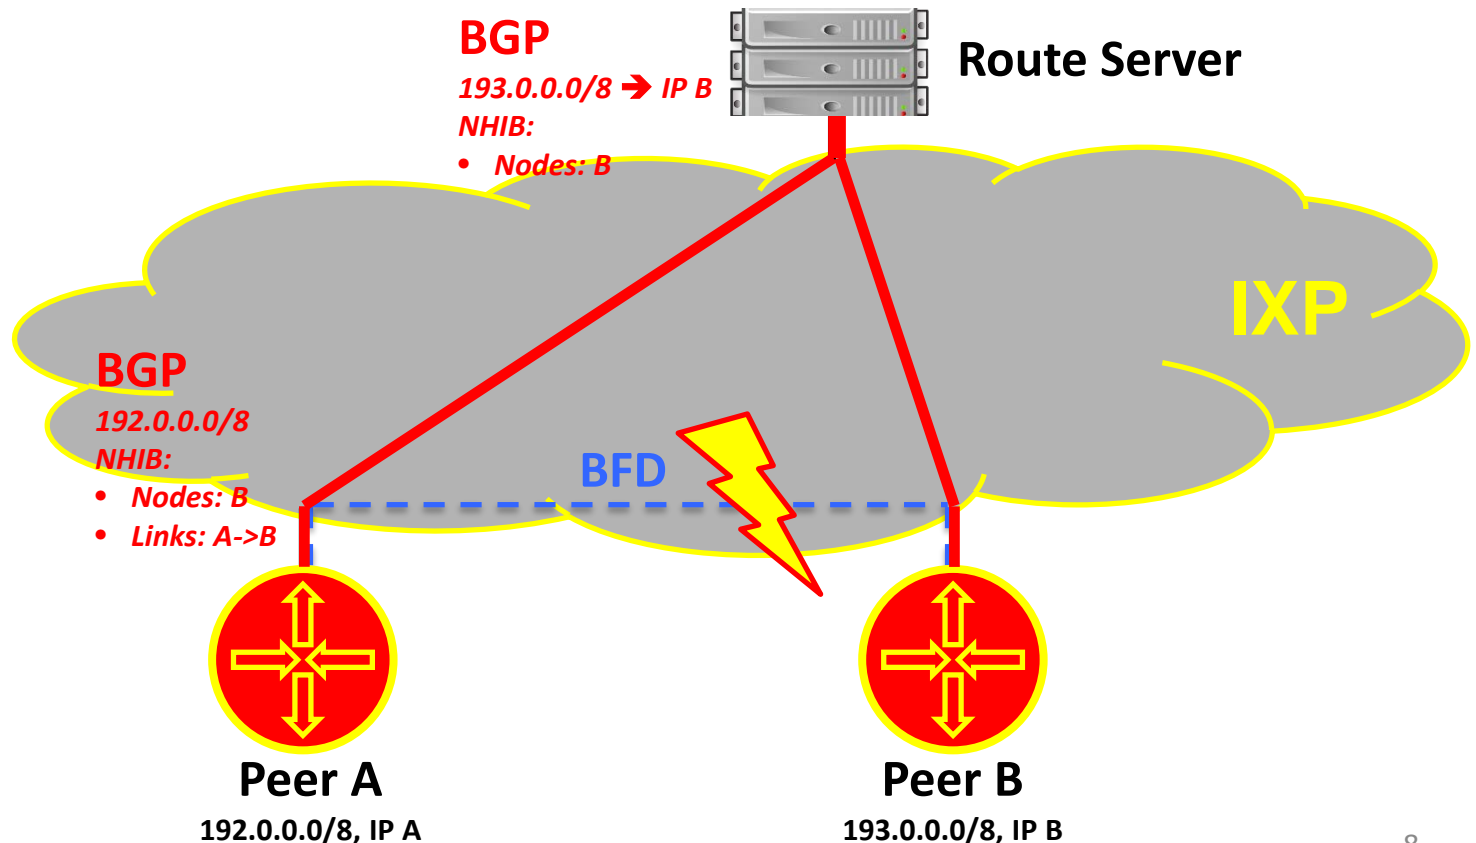 BGP
193.0.0.0/8 ➔ IP B
NHIB:
• Nodes: B
Route Server
IXP
BGP
192.0.0.0/8
NHIB:
• Nodes: B
• Links: A->B
BFD
Peer A
192.0.0.0/8, IP A
Peer B
193.0.0.0/8, IP B